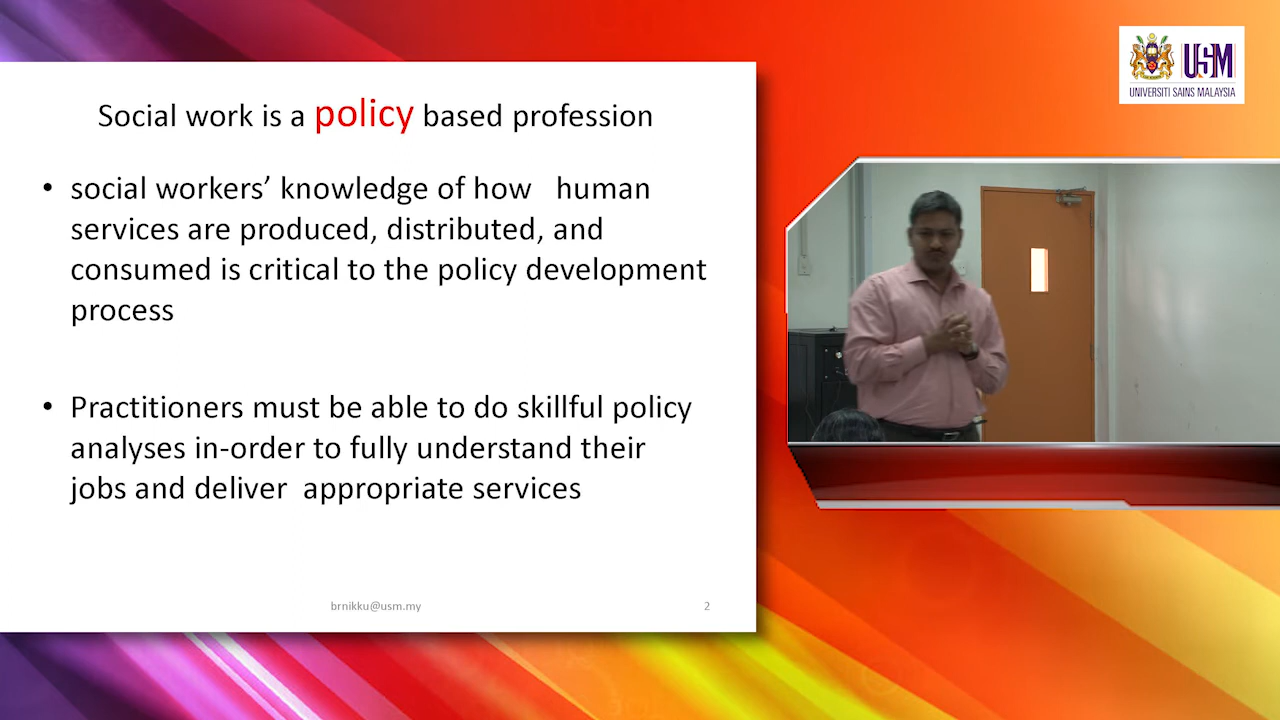 Social work is a policy based profession
• social workers’ knowledge of how   human
services are produced, distributed, and
consumed is critical to the policy development
process
• Practitioners must be able to do skillful policy
analyses in-order to fully understand their
jobs and deliver  appropriate services
brnikku@usm.my
2
USM
UNIVERSITI SAINS MALAYSIA